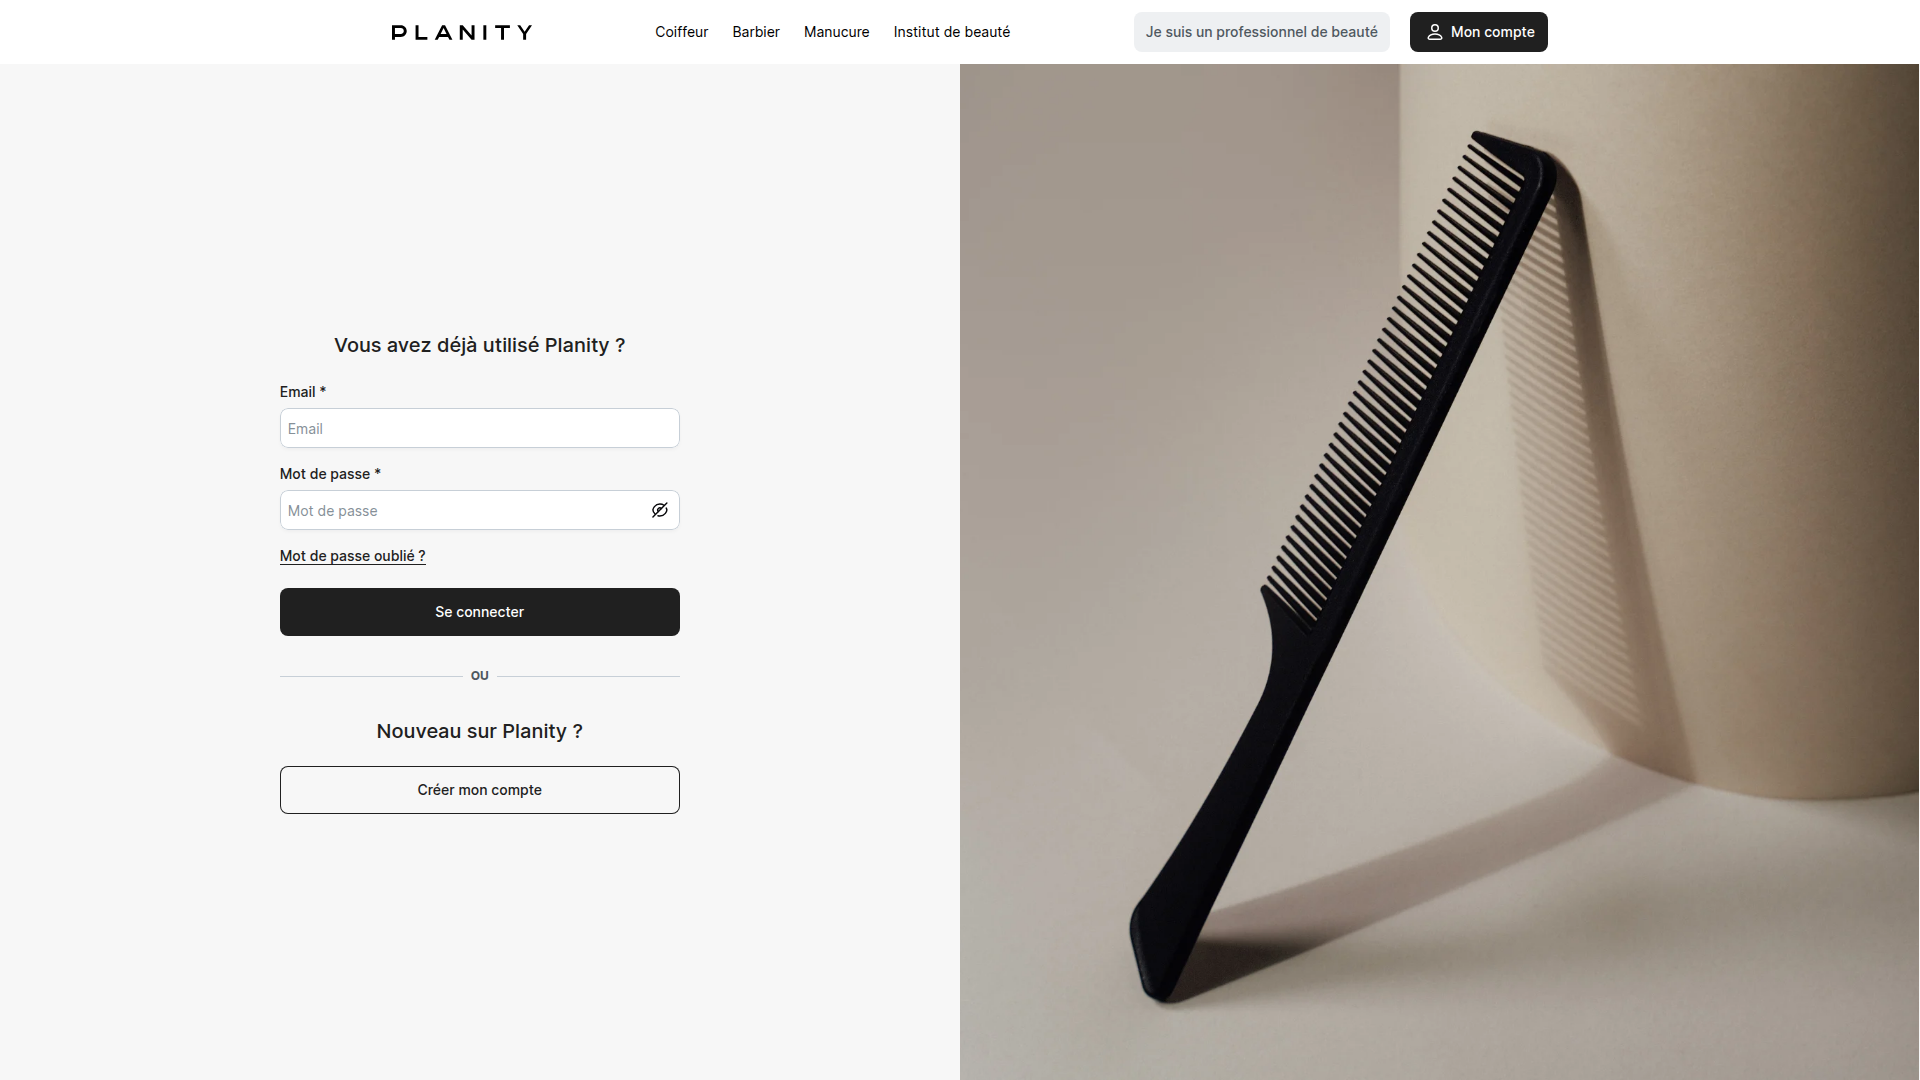 PLANITY
Coiffeur
Barbier
Manucure
Institut de beauté
Je suis un professionnel de beauté
Mon compte
Vous avez déjà utilisé Planity ?
Email *
Email
Mot de passe *
Mot de passe
Mot de passe oublié ?
Se connecter
OU
Nouveau sur Planity ?
Créer mon compte